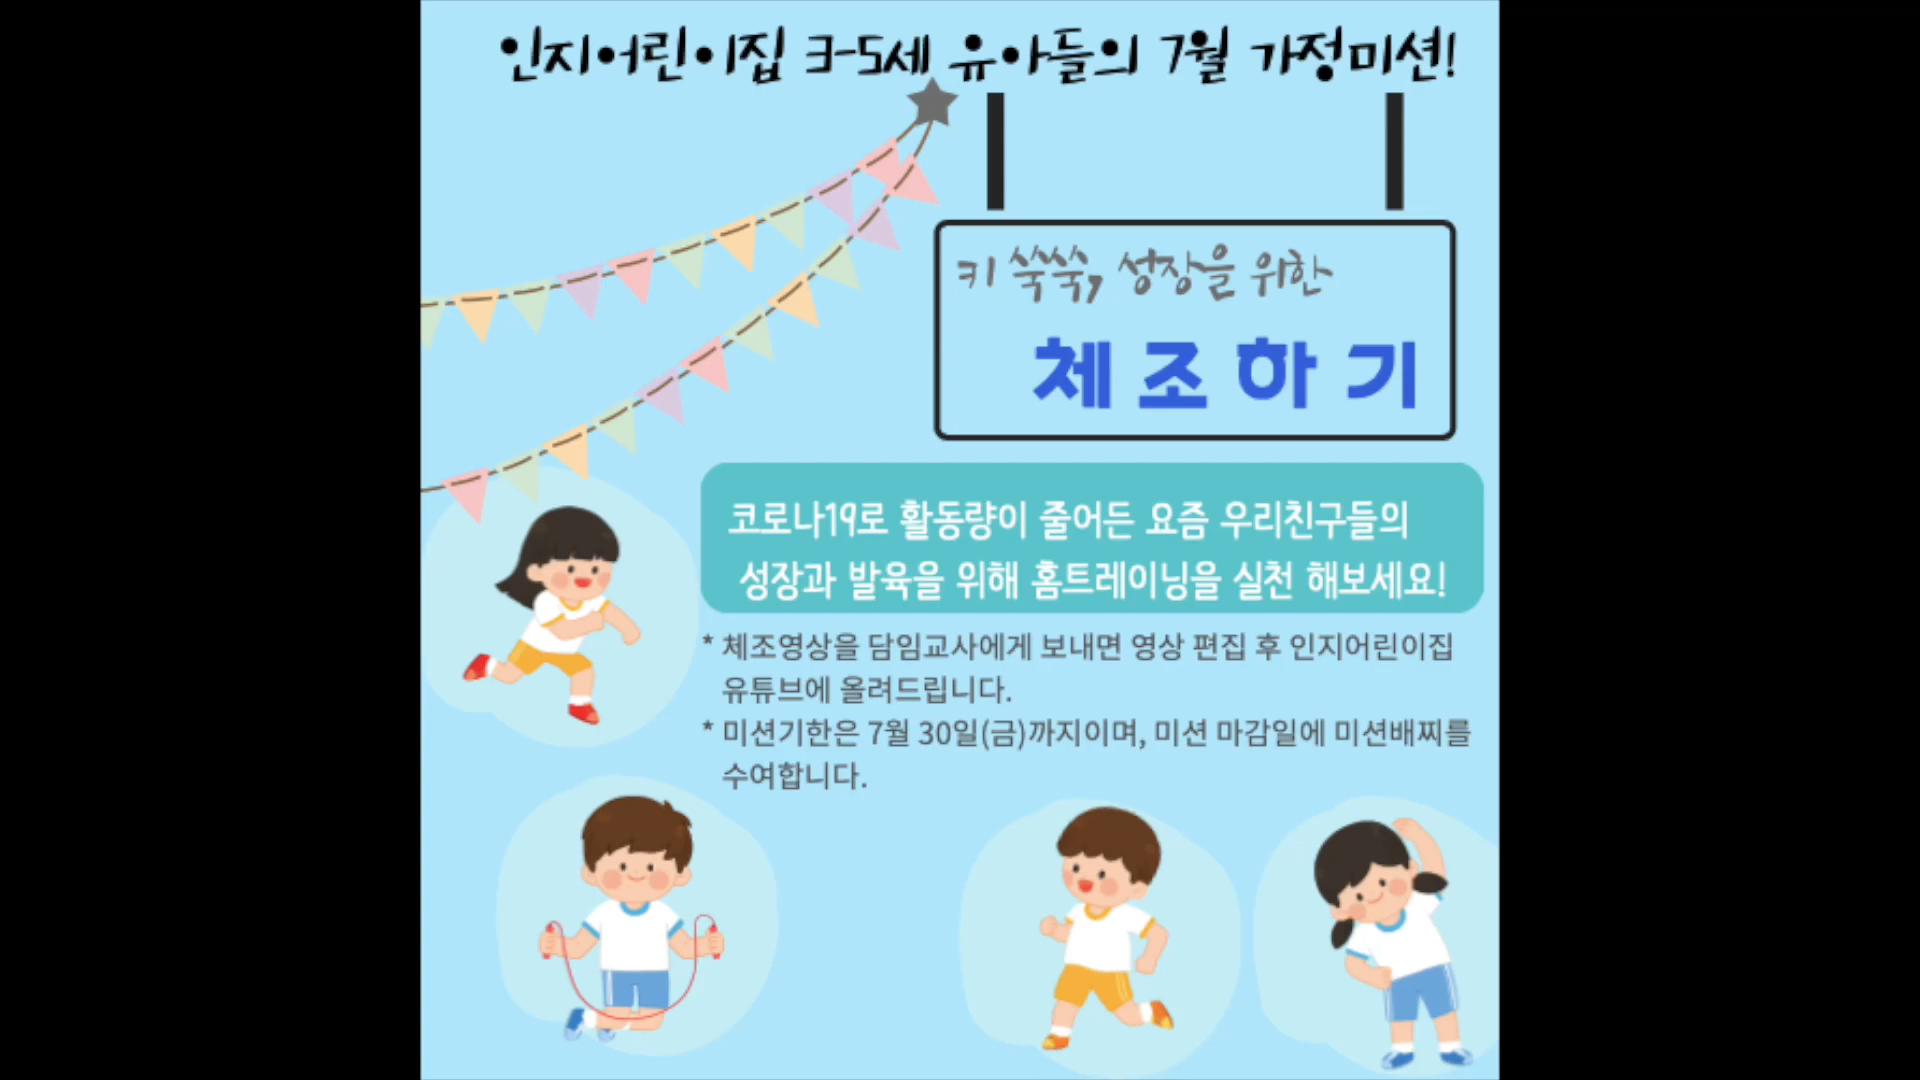 인지어린이집 3-5세 유아들의 7월 가정미션!
키 쑥쑥, 성장을 위한
체조하기
코로나19로 활동량이 줄어든 요즘 우리친구들의
성장과 발육을 위해 홈트레이닝을 실천 해보세요!
* 체조영상을 담임교사에게 보내면 영상 편집 후 인지어린이집
유튜브에 올려드립니다.
* 미션기한은 7월 30일(금)까지이며, 미션 마감일에 미션배찌를
수여합니다.